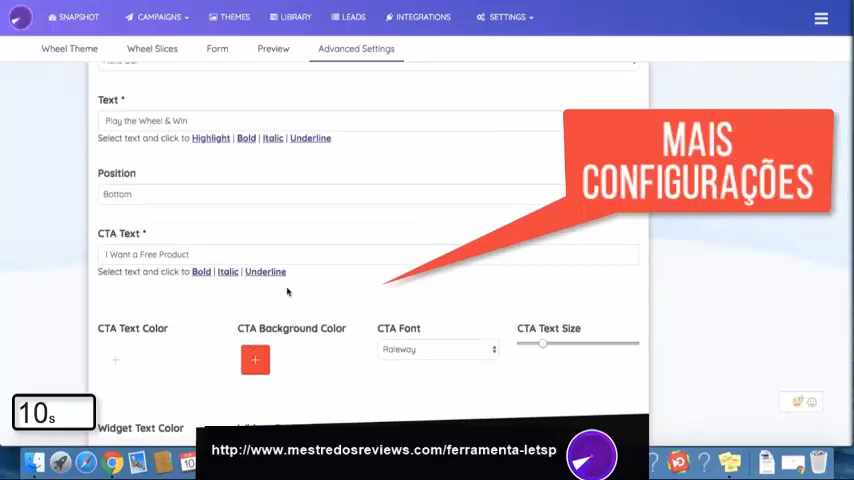 SNAPSHOT CAMPAIGNS THEMES LIBRARY LEADS INTEGRATIONS SETTINGS
Wheel Theme Wheel Slices Form Preview Advanced Settings
Text *
Play the Wheel & Win
Select text and click to Highlight | Bold | Italic | Underline
MAIS
CONFIGURAÇÕES
Position
Bottom
CTA Text *
I Want a Free Product
Select text and click to Bold | Italic | Underline
CTA Text Color CTA Background Color CTA Font CTA Text Size
Raleway
10s
Widget Text Color
http://www.mestredosreviews.com/ferramenta-letsp